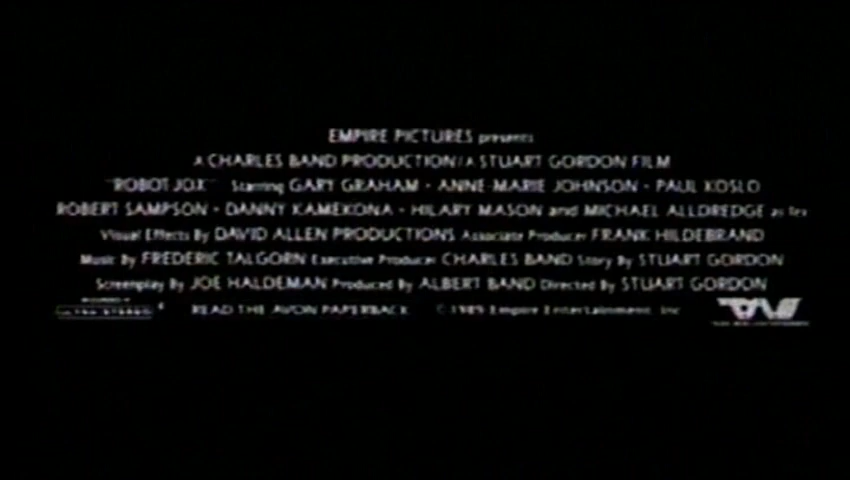 EMPIRE PICTURES presents
A CHARLES BAND PRODUCTION/A STUART GORDON FILM
"ROBOT JOX" Starring GARY GRAHAM · ANNE-MARIE JOHNSON · PAUL KOSLO
ROBERT SAMPSON · DANNY KAMEKONA · HILARY MASON and MICHAEL ALLDREDGE as Tex
Visual Effects By DAVID ALLEN PRODUCTIONS Associate Producer FRANK HILDEBRAND
Music By FREDERIC TALGORN Executive Producer CHARLES BAND Story By STUART GORDON
Screenplay By JOE HALDEMAN Produced By ALBERT BAND Directed By STUART GORDON
ULTRA STEREO READ THE AVON PAPERBACK © 1989 Empire Entertainment, Inc